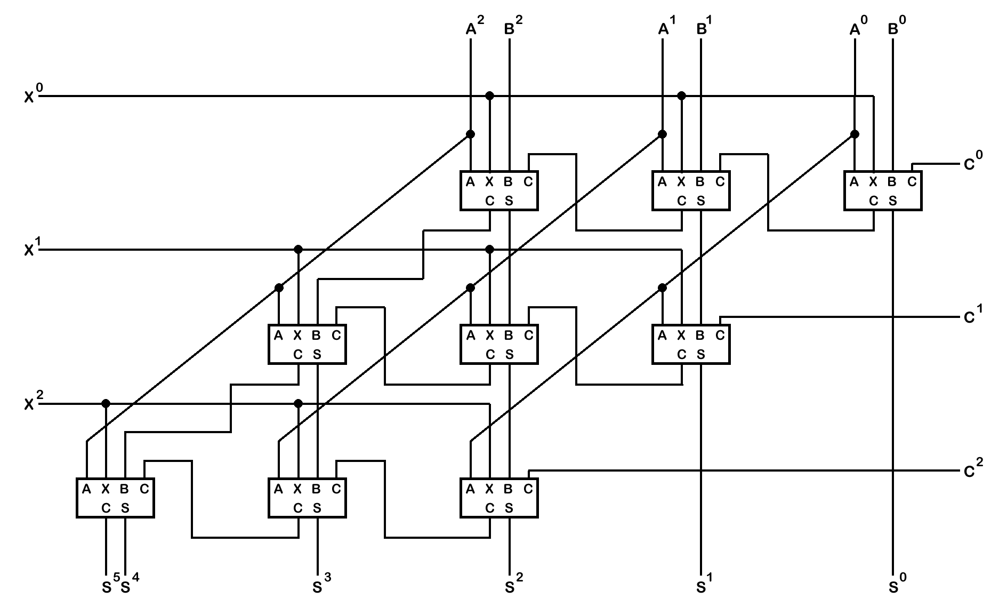 A² B² A¹ B¹ A⁰ B⁰
X⁰
C⁰
A X B C A X B C A X B C
C S C S C S
X¹
C¹
A X B C A X B C A X B C
C S C S C S
X²
C²
A X B C A X B C A X B C
C S C S C S
S⁵ S⁴ S³ S² S¹ S⁰